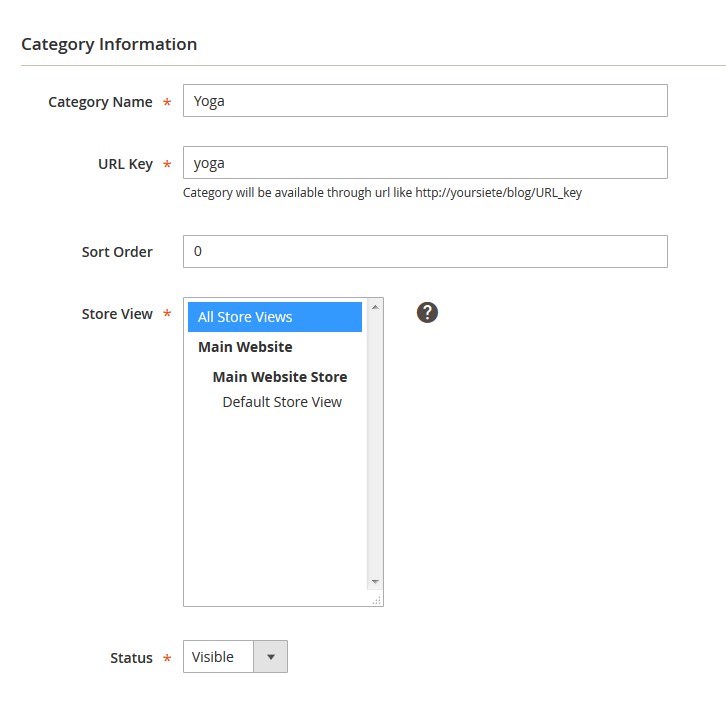 Category Information
Category Name *
Yoga
URL Key *
yoga
Category will be available through url like http://yoursiete/blog/URL_key
Sort Order
0
Store View *
All Store Views
?
Main Website
Main Website Store
Default Store View
Status *
Visible